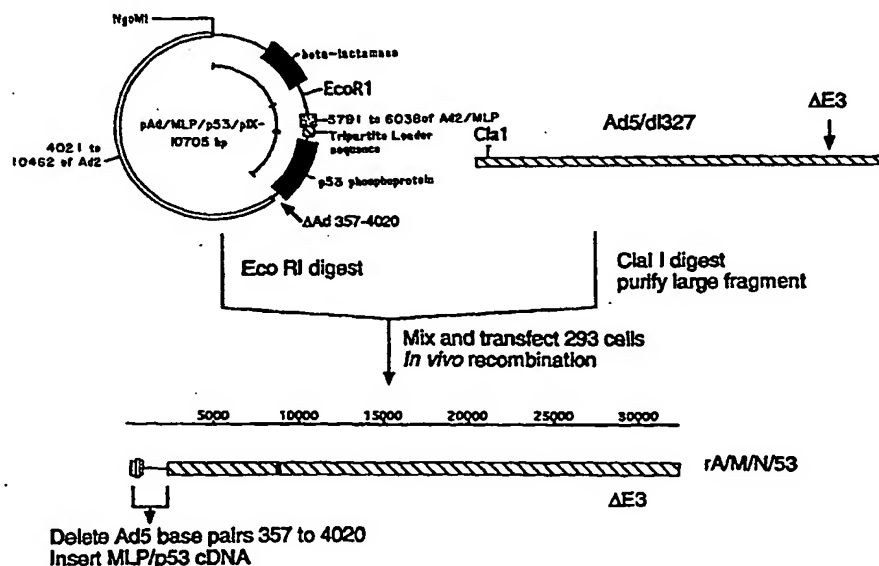 NgoM1
beta-lactamase
EcoR1
5791 to 6038 of Ad2/MLP
Tripartite Leader
sequence
pAd/MLP/p53/pIX-
10705 bp
4021 to
10462 of Ad2
p53 phosphoprotein
ΔAd 357-4020
Cla1
Ad5/dl327
ΔE3
Eco RI digest
Clal I digest
purify large fragment
Mix and transfect 293 cells
In vivo recombination
5000 10000 15000 20000 25000 30000
rA/M/N/53
ΔE3
Delete Ad5 base pairs 357 to 4020
Insert MLP/p53 cDNA